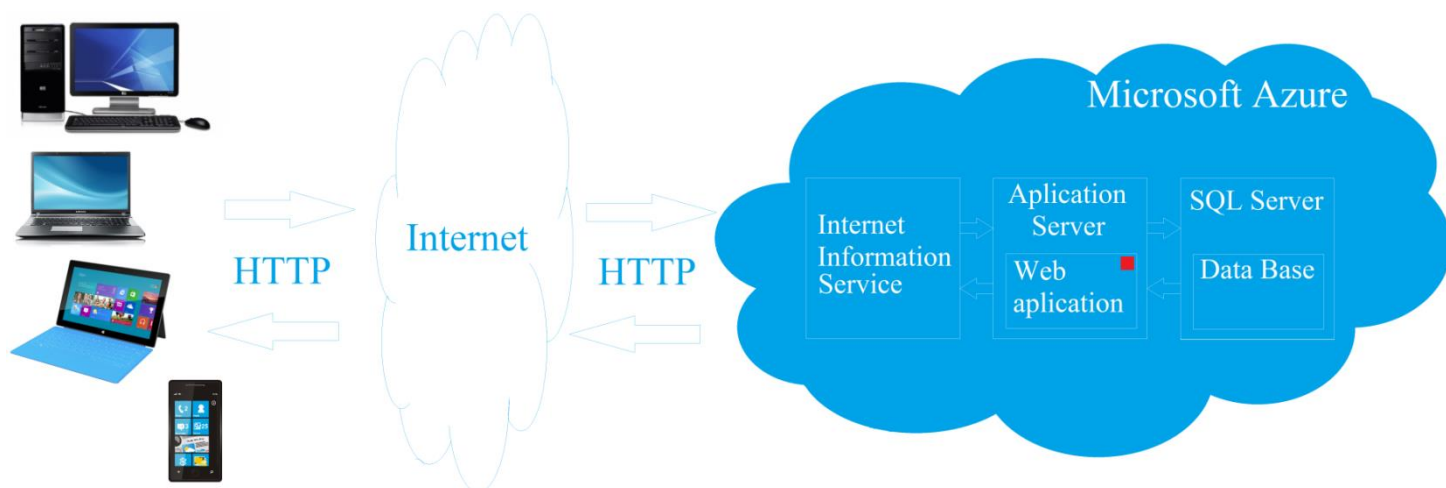 Microsoft Azure
Internet
Information
Service
Aplication
Server
Web
aplication
SQL Server
Data Base
Internet
HTTP
HTTP